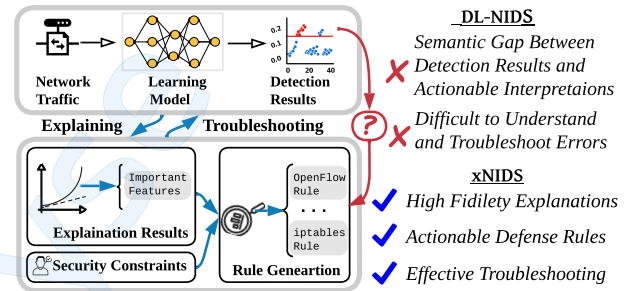 0.2
0.1
0.0
0 20 40
Network
Traffic
Learning
Model
Detection
Results
Explaining
Troubleshooting
?
Important
Features
Explaination Results
Security Constraints
OpenFlow
Rule
...
iptables
Rule
Rule Geneartion
DL-NIDS
Semantic Gap Between
Detection Results and
Actionable Interpretaions
Difficult to Understand
and Troubleshoot Errors
xNIDS
High Fidilety Explanations
Actionable Defense Rules
Effective Troubleshooting